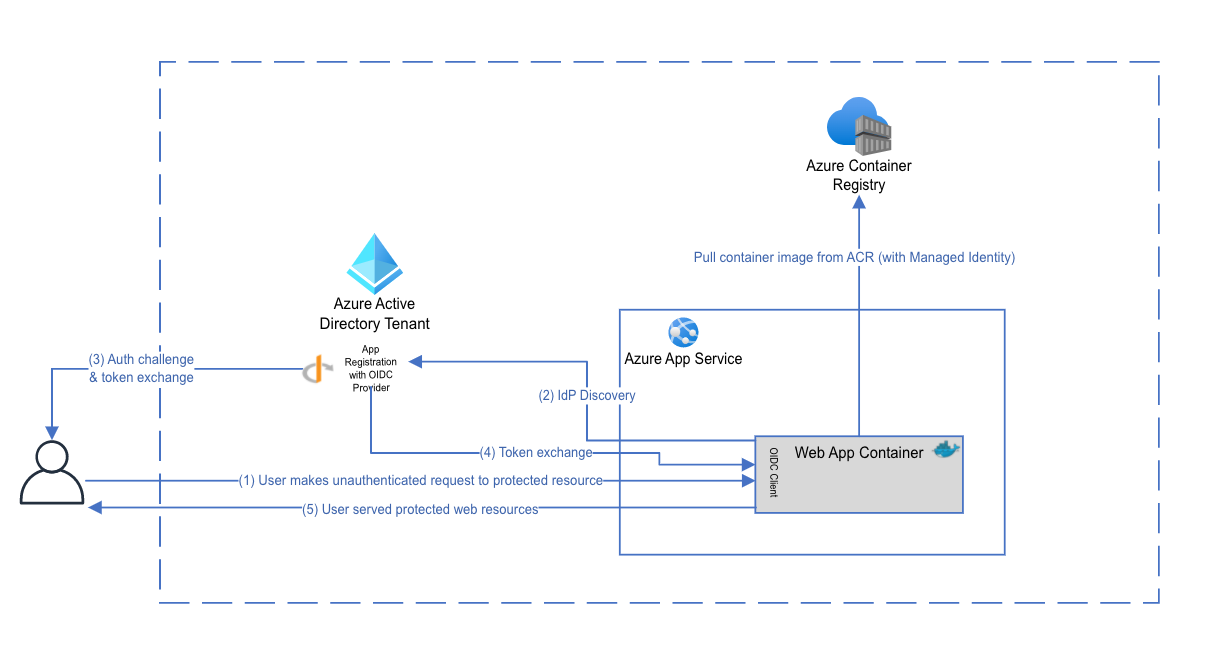 Azure Container
Registry
Pull container image from ACR (with Managed Identity)
Azure Active
Directory Tenant
App
Registration
with OIDC
Provider
(3) Auth challenge
& token exchange
Azure App Service
(2) IdP Discovery
(4) Token exchange
OIDC Client
Web App Container
(1) User makes unauthenticated request to protected resource
(5) User served protected web resources